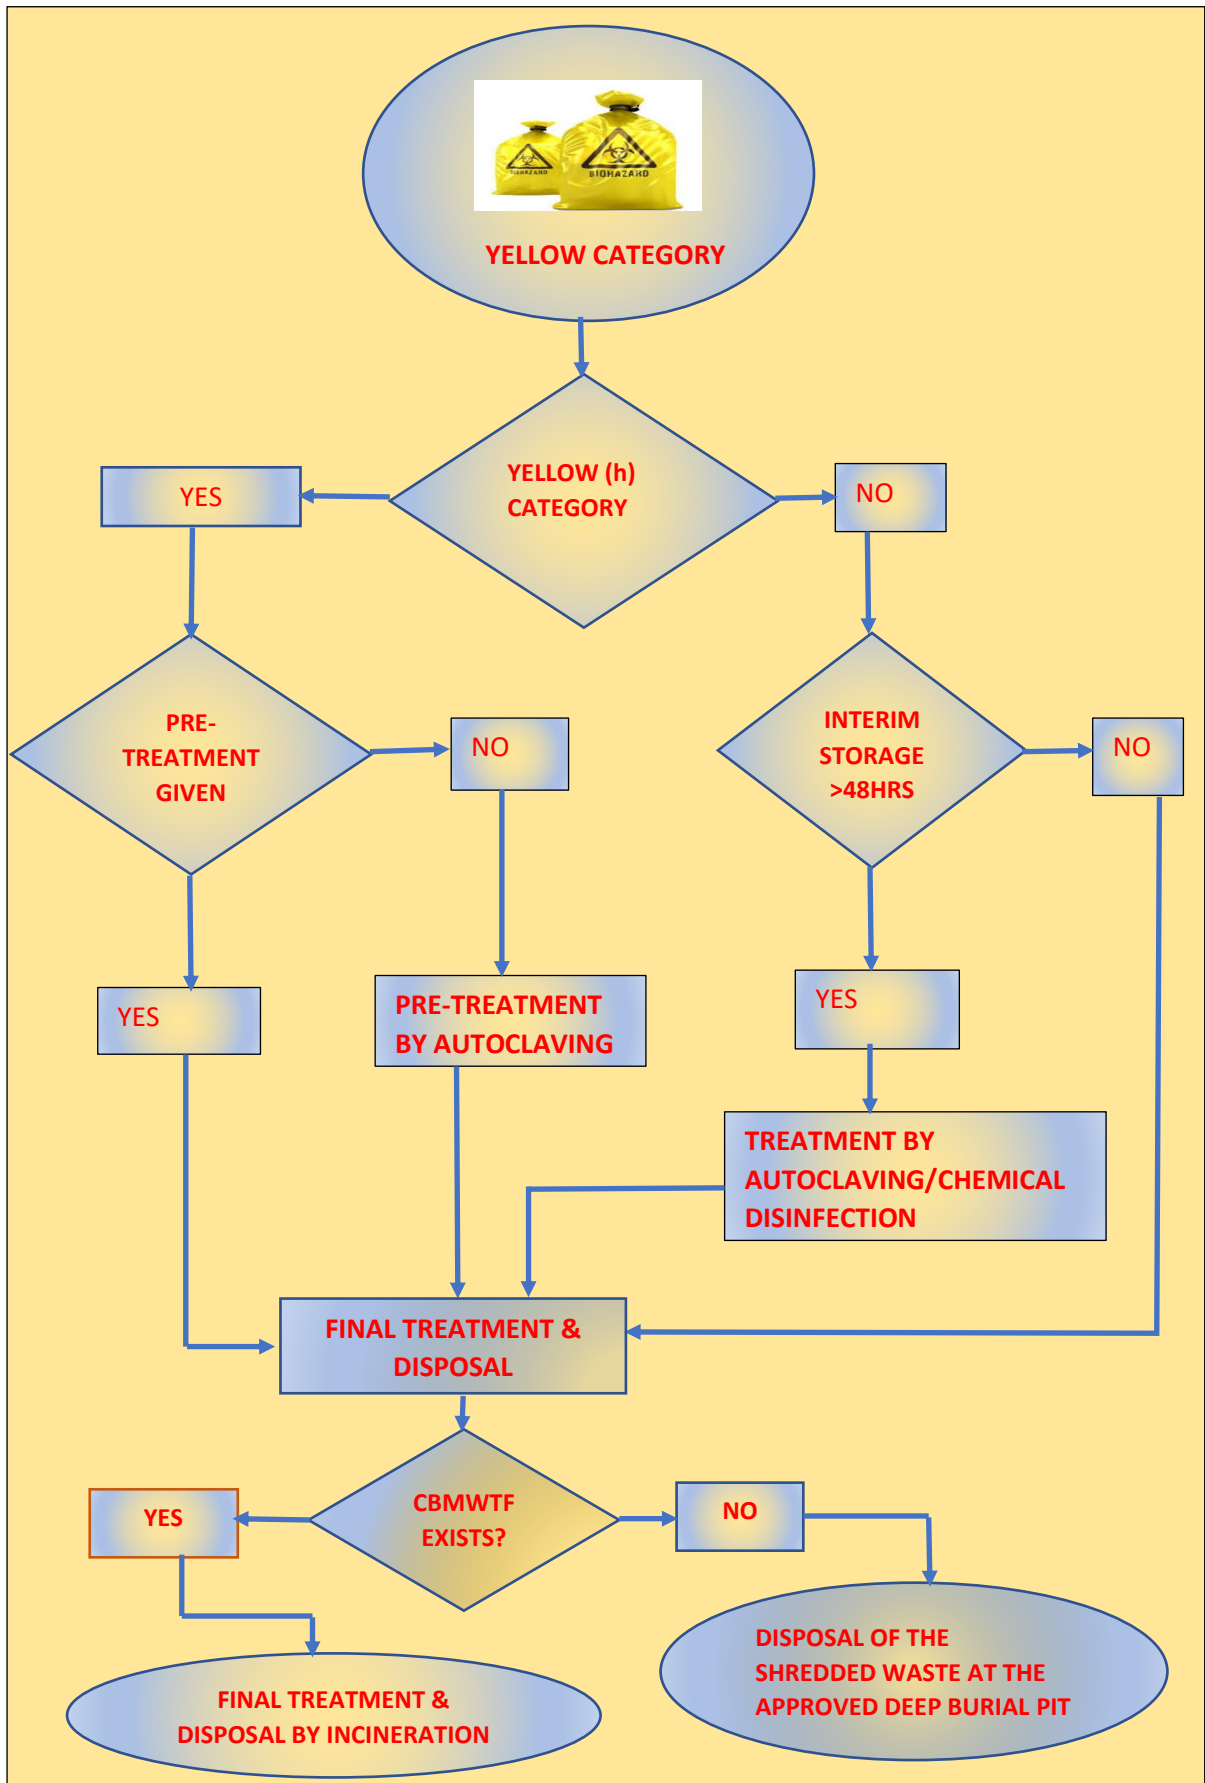 BIOHAZARD
BIOHAZARD
YELLOW CATEGORY
YELLOW (h)
CATEGORY
YES
NO
PRE-
TREATMENT
GIVEN
NO
INTERIM
STORAGE
>48HRS
NO
YES
PRE-TREATMENT
BY AUTOCLAVING
YES
TREATMENT BY
AUTOCLAVING/CHEMICAL
DISINFECTION
FINAL TREATMENT &
DISPOSAL
CBMWTF
EXISTS?
YES
NO
DISPOSAL OF THE
SHREDDED WASTE AT THE
APPROVED DEEP BURIAL PIT
FINAL TREATMENT &
DISPOSAL BY INCINERATION